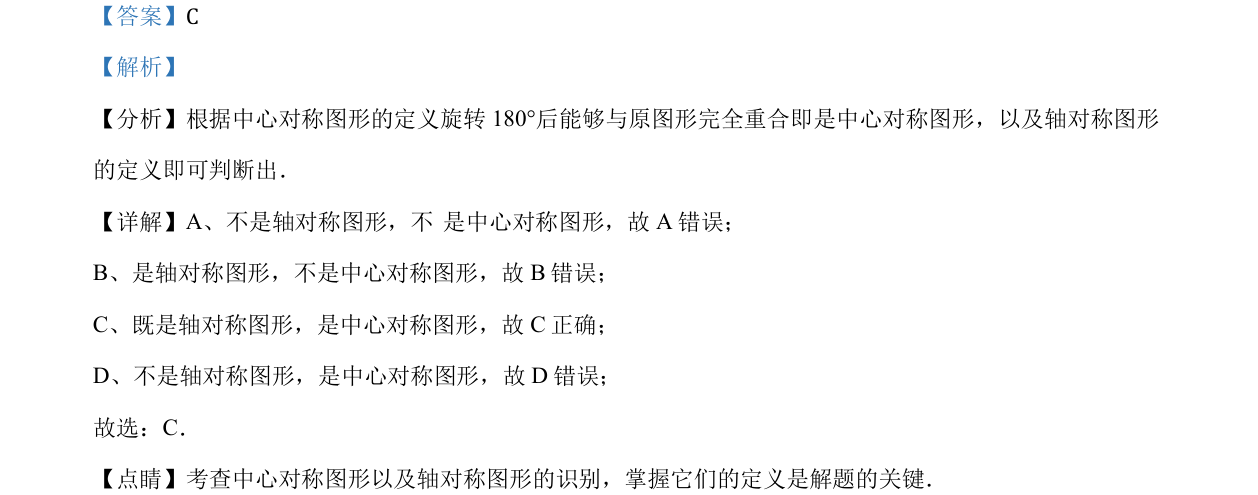 【答案】C
【解析】
【分析】根据中心对称图形的定义旋转 180°后能够与原图形完全重合即是中心对称图形，以及轴对称图形
的定义即可判断出．
【详解】A、不是轴对称图形，不 是中心对称图形，故 A 错误；
B、是轴对称图形，不是中心对称图形，故 B 错误；
C、既是轴对称图形，是中心对称图形，故 C 正确；
D、不是轴对称图形，是中心对称图形，故 D 错误；
故选：C．
【点睛】考查中心对称图形以及轴对称图形的识别，掌握它们的定义是解题的关键．